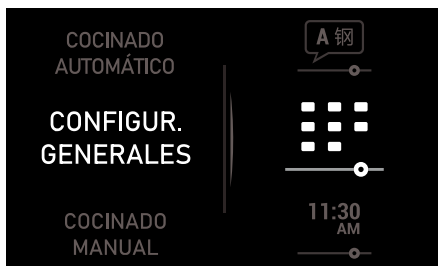 COCINADO
AUTOMÁTICO
A 钢
CONFIGUR.
GENERALES
COCINADO
MANUAL
11:30
AM